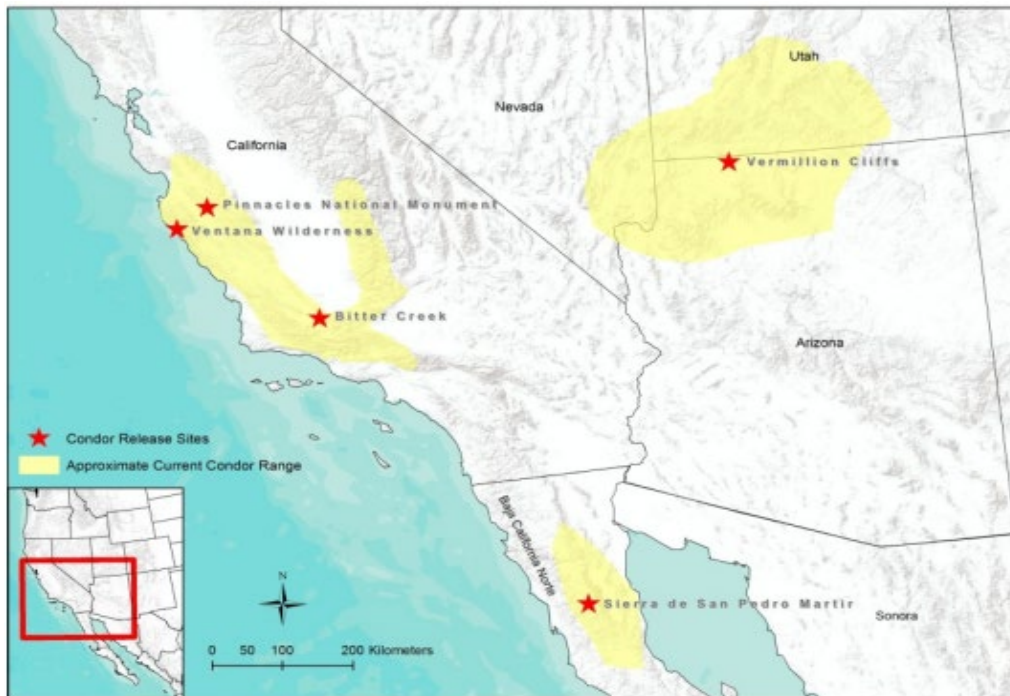 Utah
Nevada
California
Vermillion Cliffs
Pinnacles National Monument
Ventana Wilderness
Bitter Creek
Arizona
Condor Release Sites
Approximate Current Condor Range
Baja California Norte
N
Sierra de San Pedro Martir
Sonora
0 50 100 200 Kilometers